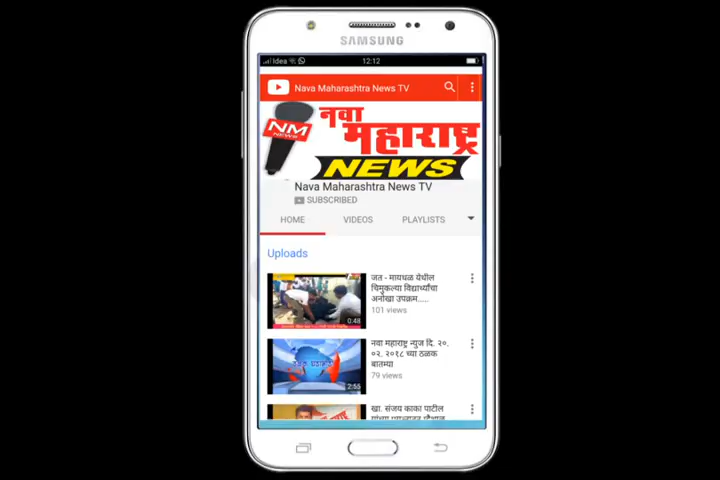 SAMSUNG
Idea 12:12
Nava Maharashtra News TV
NM
NEWS
नवा
महाराष्ट्र
NEWS
Nava Maharashtra News TV
SUBSCRIBED
HOME VIDEOS PLAYLISTS
Uploads
जत - मायथळ येथील
चिमुकल्या विद्यार्थ्यांचा
अनोखा उपक्रम.....
101 views
0:48
नवा महाराष्ट्र न्युज दि. २०.
०२. २०१८ च्या ठळक
बातम्या
79 views
2:55
खा. संजय काका पाटील